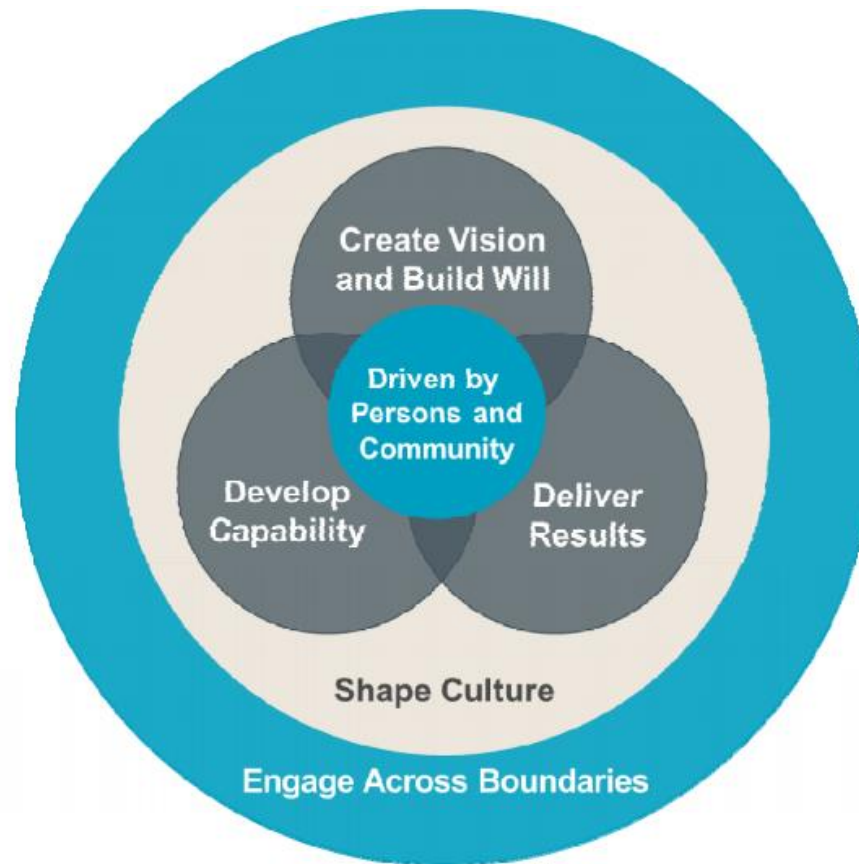 Create Vision
and Build Will
Driven by
Persons and
Community
Develop
Capability
Deliver
Results
Shape Culture
Engage Across Boundaries